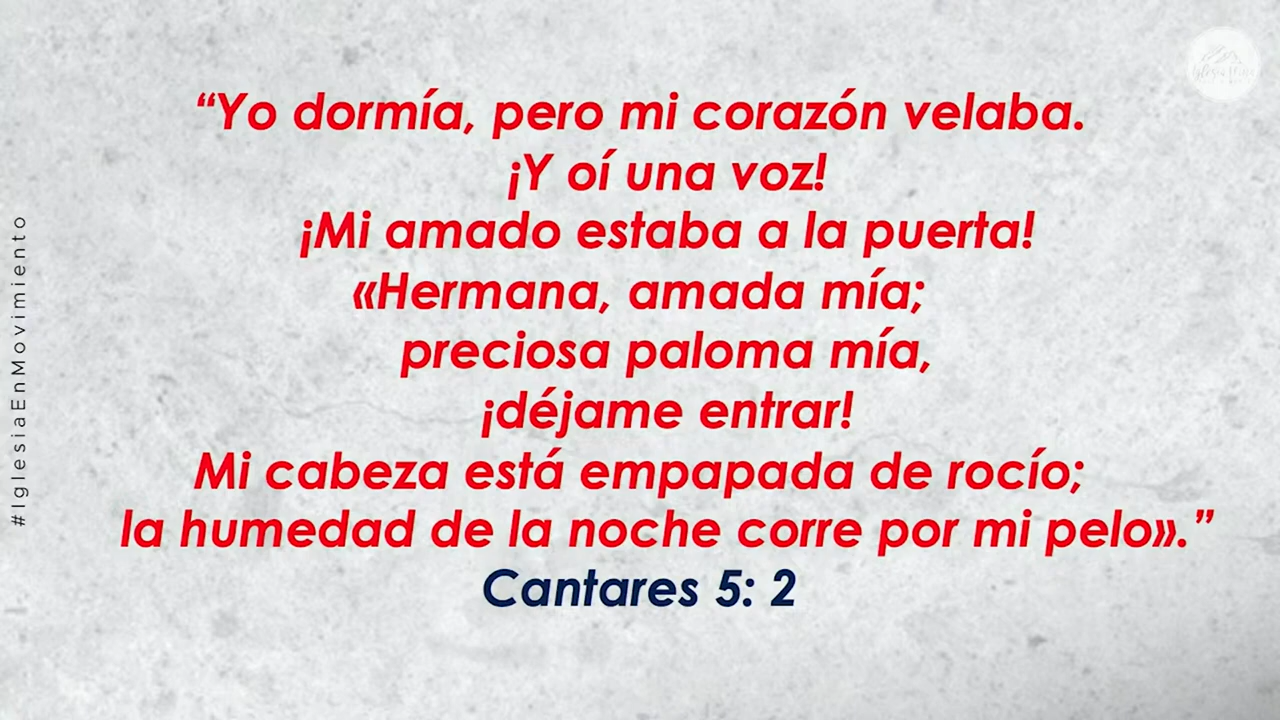 “Yo dormía, pero mi corazón velaba.
¡Y oí una voz!
¡Mi amado estaba a la puerta!
«Hermana, amada mía;
preciosa paloma mía,
¡déjame entrar!
Mi cabeza está empapada de rocío;
la humedad de la noche corre por mi pelo».”
Cantares 5: 2
#IglesiaEnMovimiento